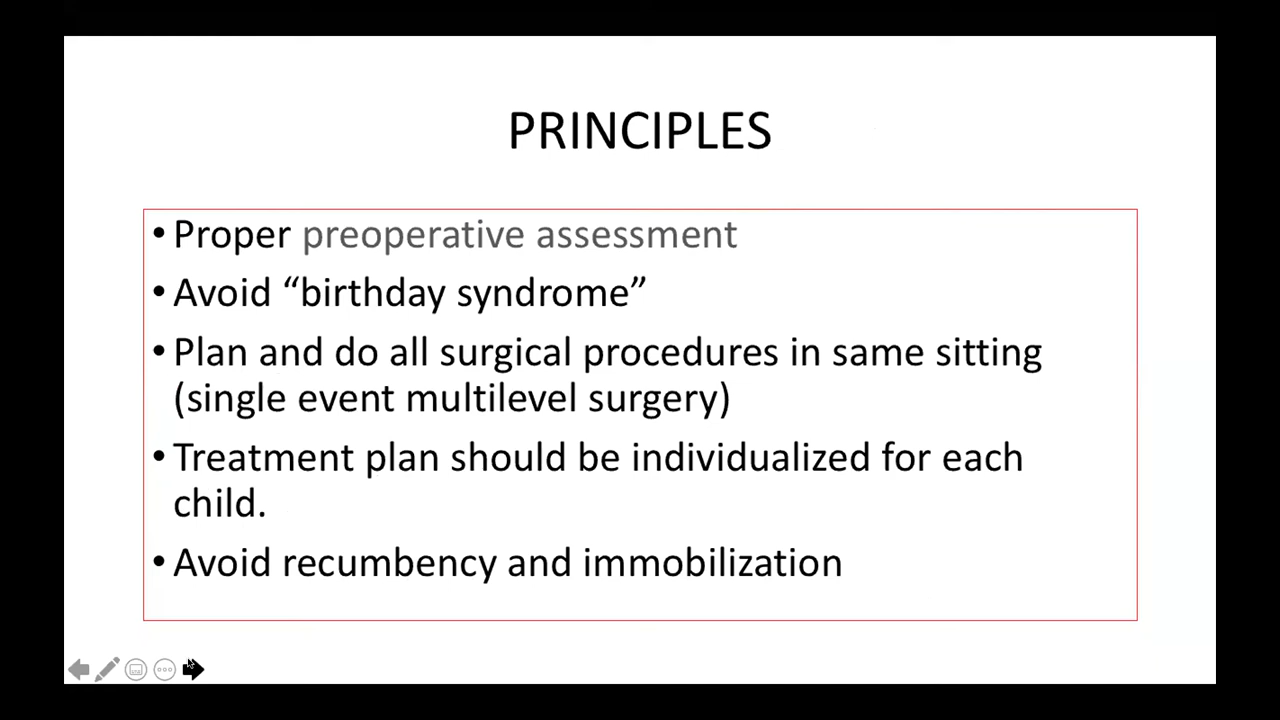 PRINCIPLES
• Proper preoperative assessment
• Avoid “birthday syndrome”
• Plan and do all surgical procedures in same sitting
(single event multilevel surgery)
• Treatment plan should be individualized for each
child.
• Avoid recumbency and immobilization